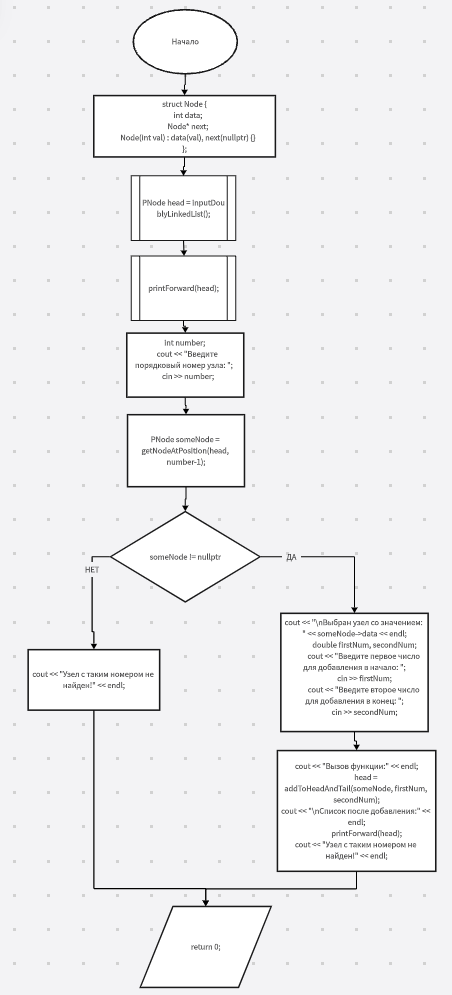 Начало
struct Node {
int data;
Node* next;
Node(int val) : data(val), next(nullptr) {}
};
PNode head = InputDou
blyLinkedList();
printForward(head);
int number;
cout << "Введите
порядковый номер узла: ";
cin >> number;
PNode someNode =
getNodeAtPosition(head,
number-1);
someNode != nullptr
НЕТ
ДА
cout << "Узел с таким номером не
найден!" << endl;
cout << "\nВыбран узел со значением:
" << someNode->data << endl;
double firstNum, secondNum;
cout << "Введите первое число
для добавления в начало: ";
cin >> firstNum;
cout << "Введите второе число
для добавления в конец: ";
cin >> secondNum;
cout << "Вызов функции:" << endl;
head =
addToHeadAndTail(someNode, firstNum,
secondNum);
cout << "\nСписок после добавления:" <<
endl;
printForward(head);
cout << "Узел с таким номером не
найден!" << endl;
return 0;